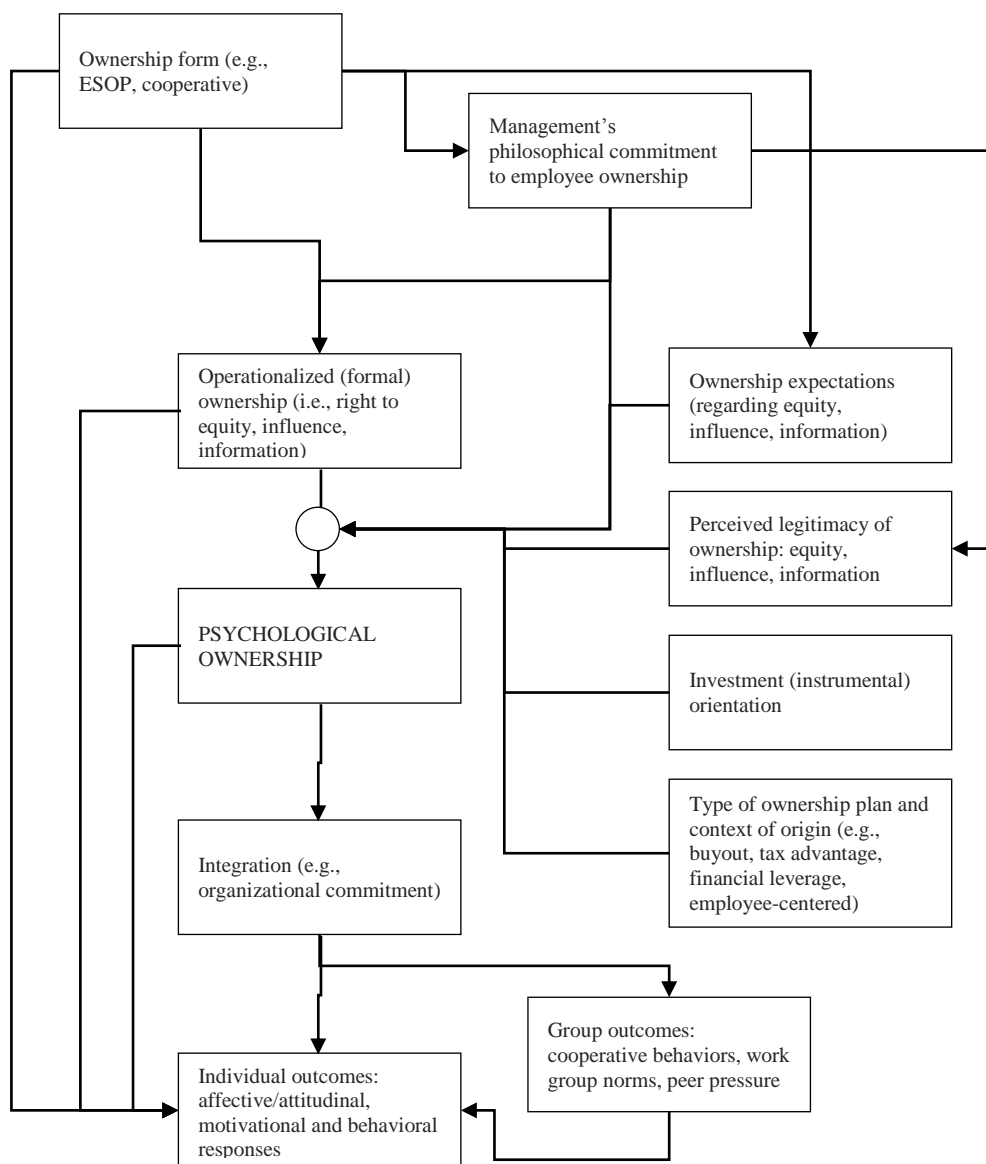 Ownership form (e.g.,
ESOP, cooperative)
Management’s
philosophical commitment
to employee ownership
Operationalized (formal)
ownership (i.e., right to
equity, influence,
information)
Ownership expectations
(regarding equity,
influence, information)
Perceived legitimacy of
ownership: equity,
influence, information
PSYCHOLOGICAL
OWNERSHIP
Investment (instrumental)
orientation
Type of ownership plan and
context of origin (e.g.,
buyout, tax advantage,
financial leverage,
employee-centered)
Integration (e.g.,
organizational commitment)
Group outcomes:
cooperative behaviors, work
group norms, peer pressure
Individual outcomes:
affective/attitudinal,
motivational and behavioral
responses